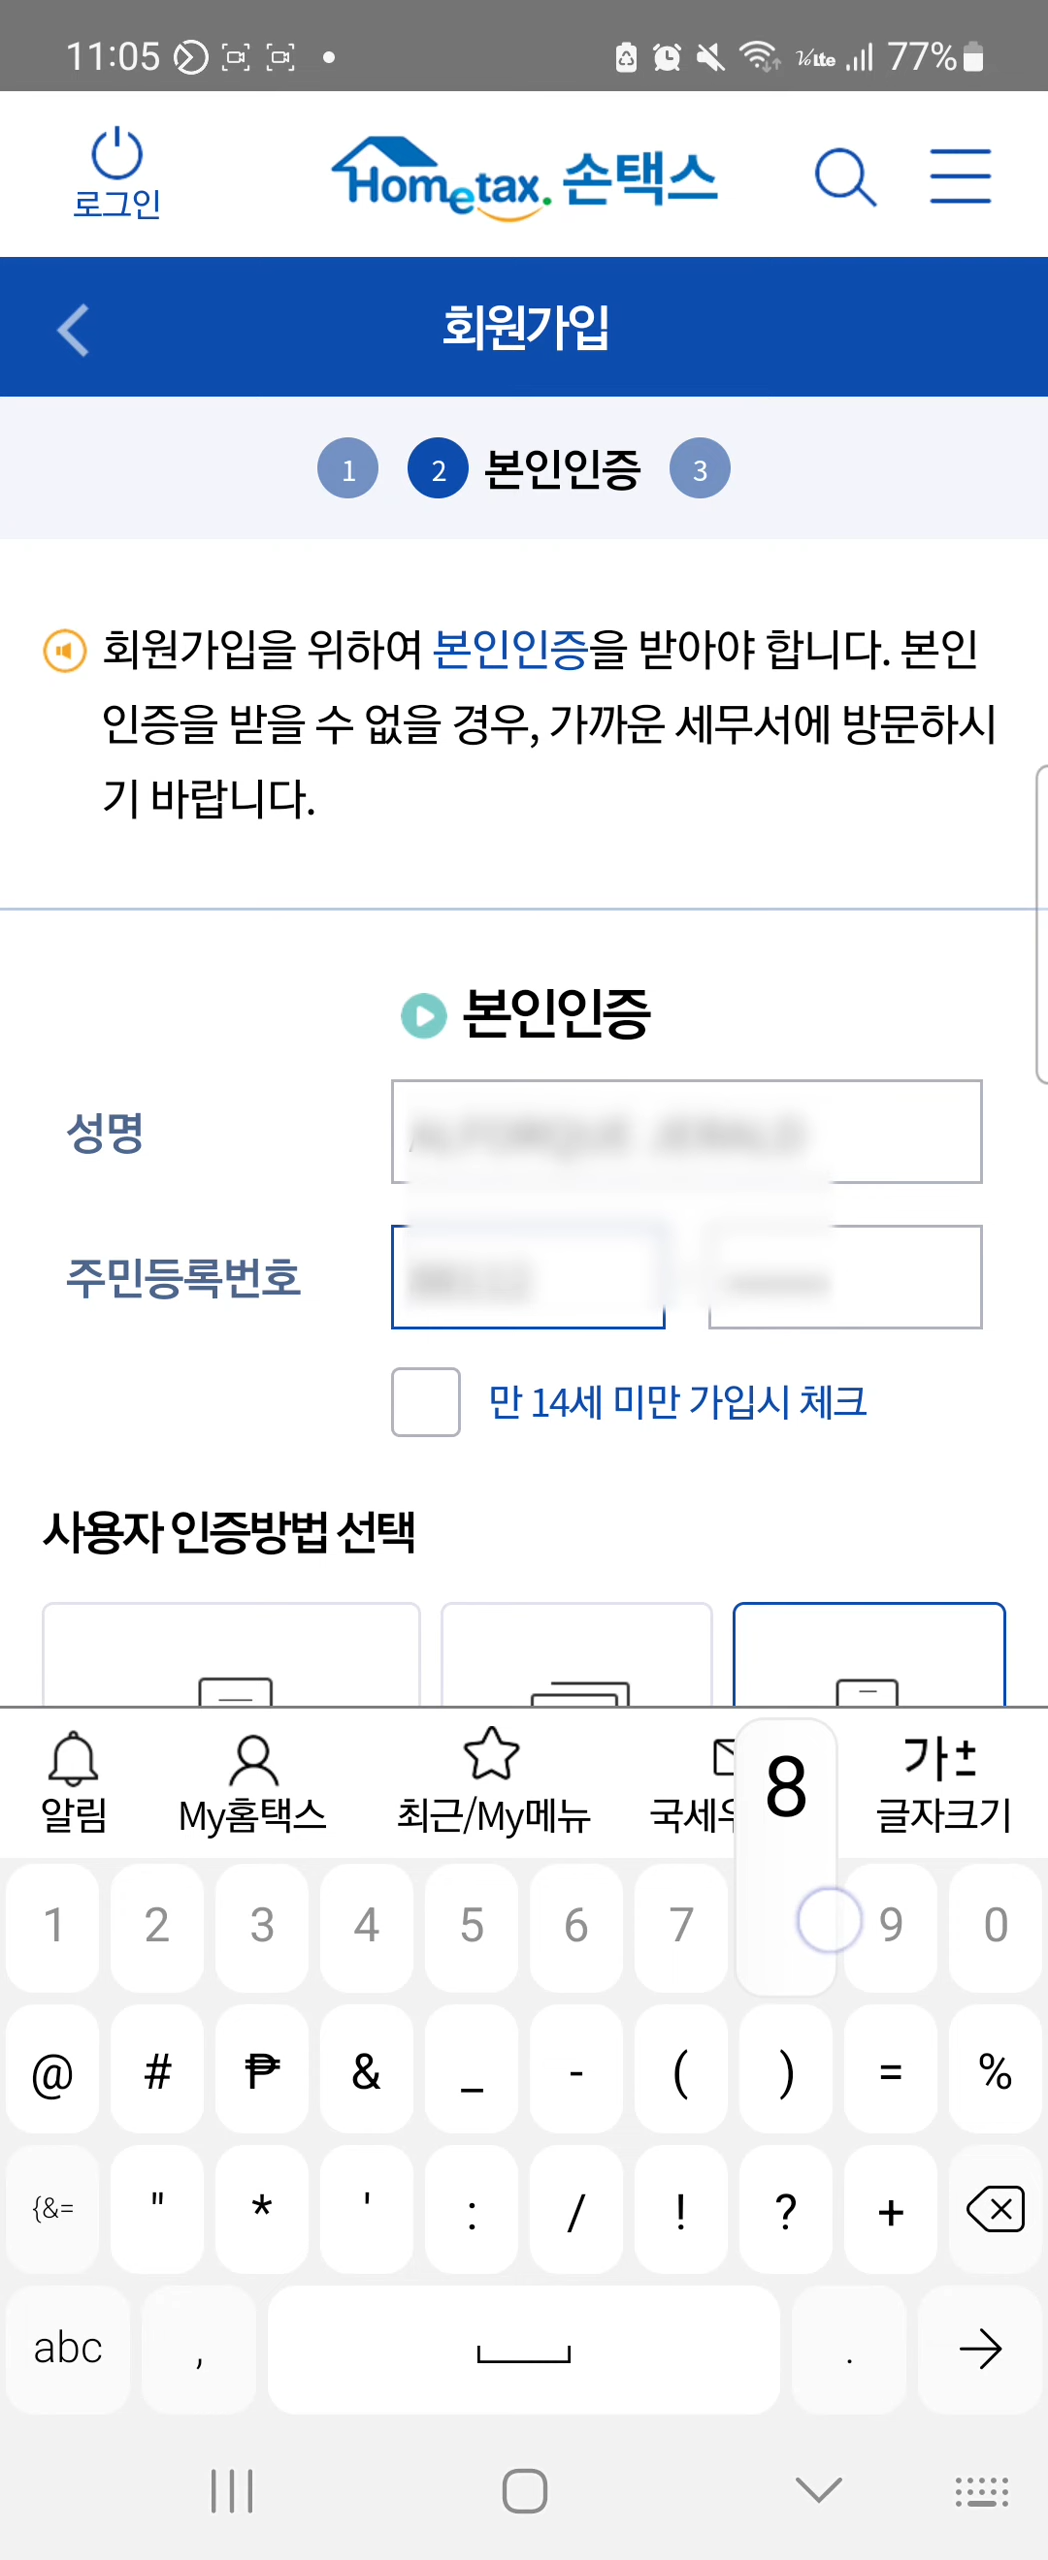 11:05 77%
로그인
Hometax. 손택스
회원가입
1 2 본인인증 3
회원가입을 위하여 본인인증을 받아야 합니다. 본인
인증을 받을 수 없을 경우, 가까운 세무서에 방문하시
기 바랍니다.
본인인증
성명
주민등록번호
만 14세 미만 가입시 체크
사용자 인증방법 선택
가±
알림 My홈택스 최근/My메뉴 글자크기
8
1 2 3 4 5 6 7 9 0
@ # ₱ & _ - ( ) = %
{&= " * ' : / ! ? +
abc , .